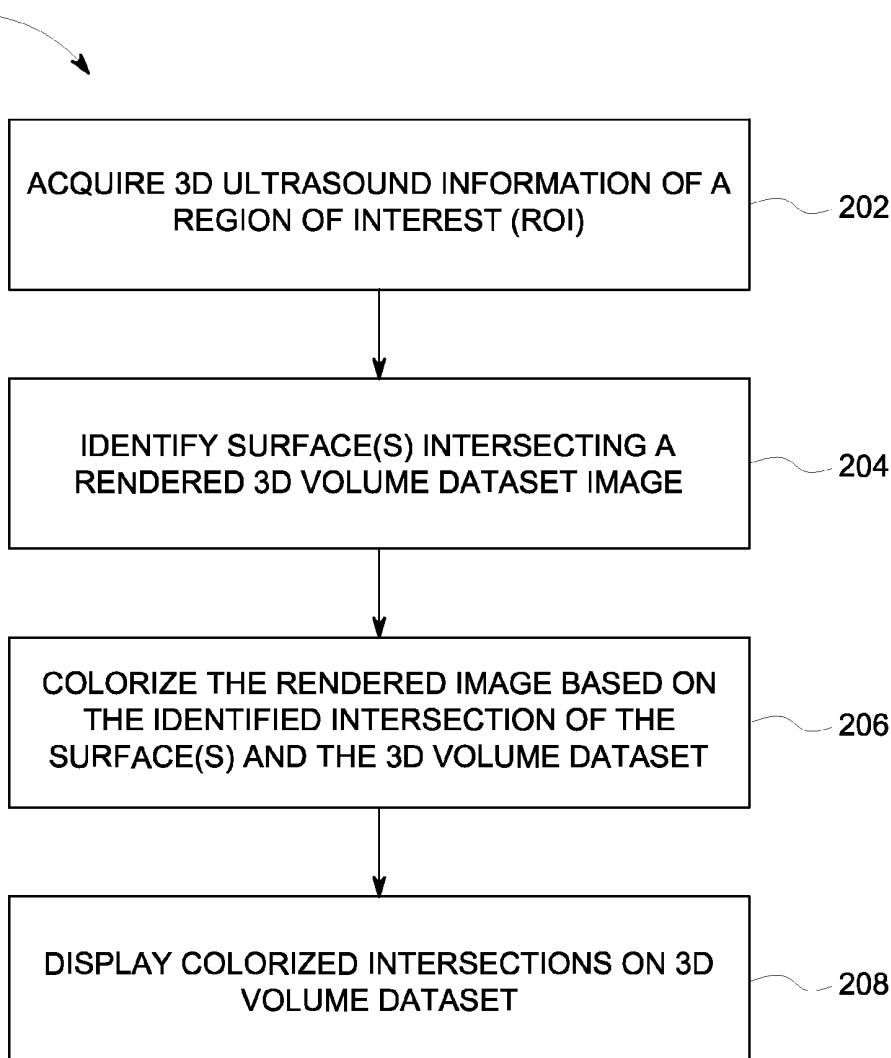 ACQUIRE 3D ULTRASOUND INFORMATION OF A
REGION OF INTEREST (ROI)
202
IDENTIFY SURFACE(S) INTERSECTING A
RENDERED 3D VOLUME DATASET IMAGE
204
COLORIZE THE RENDERED IMAGE BASED ON
THE IDENTIFIED INTERSECTION OF THE
SURFACE(S) AND THE 3D VOLUME DATASET
206
DISPLAY COLORIZED INTERSECTIONS ON 3D
VOLUME DATASET
208